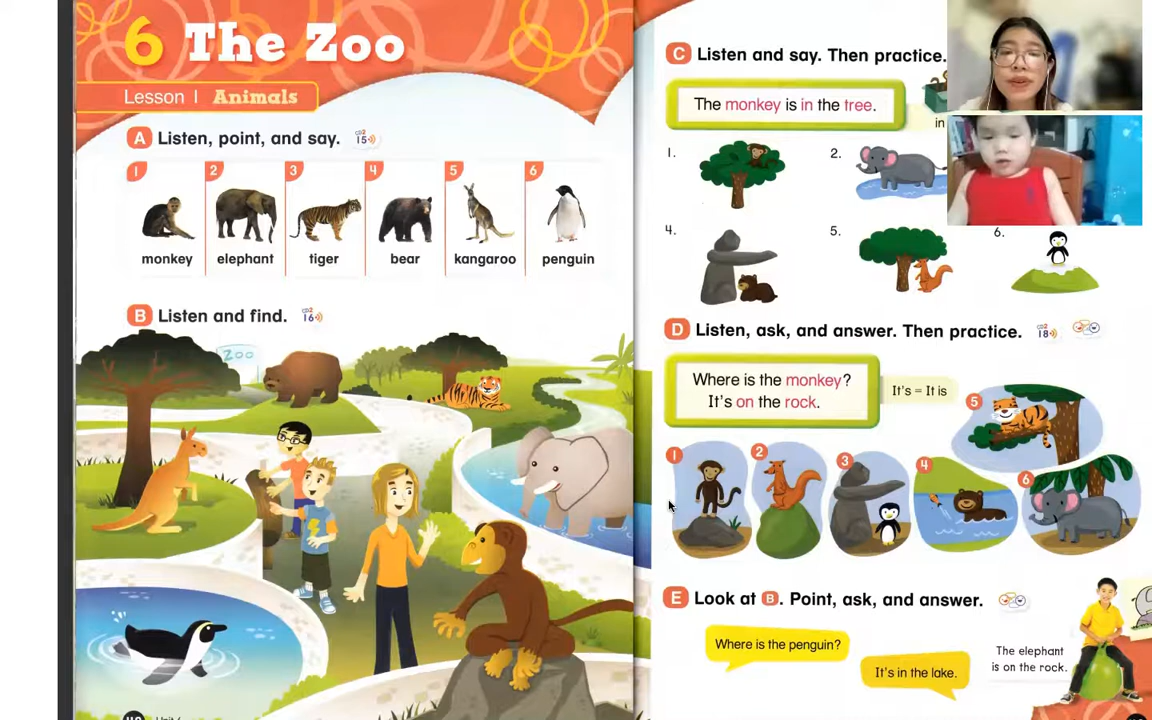 6 The Zoo
Lesson 1 Animals
A Listen, point, and say. CD2 15
1 2 3 4 5 6
monkey elephant tiger bear kangaroo penguin
B Listen and find. CD2 16
Zoo
C Listen and say. Then practice.
The monkey is in the tree.
in
1. 2.
4. 5. 6.
D Listen, ask, and answer. Then practice. CD2 18
Where is the monkey?
It's on the rock.
It's = It is
5
1 2 3 4 6
E Look at B. Point, ask, and answer.
Where is the penguin?
It's in the lake.
The elephant
is on the rock.